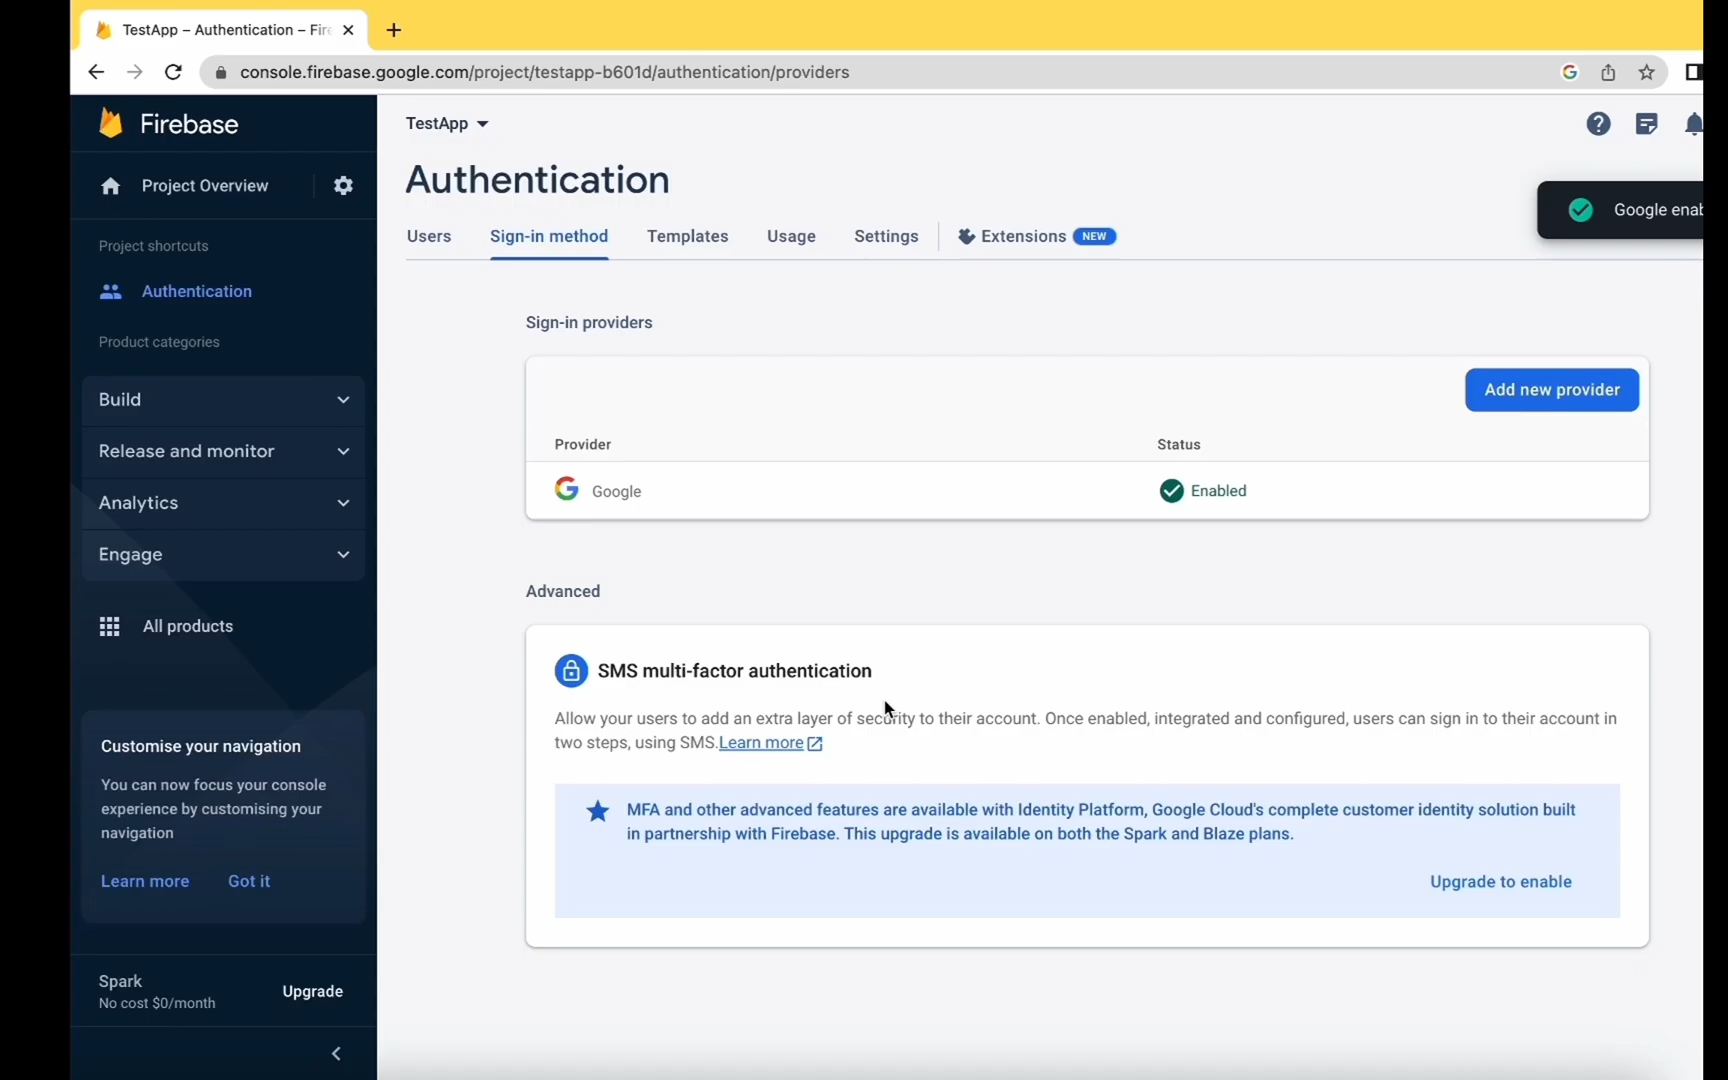 TestApp – Authentication – Fire
console.firebase.google.com/project/testapp-b601d/authentication/providers
Firebase
TestApp
Project Overview
Authentication
Google enab
Users
Sign-in method
Templates
Usage
Settings
Extensions
NEW
Project shortcuts
Authentication
Product categories
Build
Release and monitor
Analytics
Engage
All products
Customise your navigation
You can now focus your console
experience by customising your
navigation
Learn more
Got it
Spark
No cost $0/month
Upgrade
Sign-in providers
Add new provider
Provider
Status
Google
Enabled
Advanced
SMS multi-factor authentication
Allow your users to add an extra layer of security to their account. Once enabled, integrated and configured, users can sign in to their account in
two steps, using SMS.Learn more
MFA and other advanced features are available with Identity Platform, Google Cloud's complete customer identity solution built
in partnership with Firebase. This upgrade is available on both the Spark and Blaze plans.
Upgrade to enable